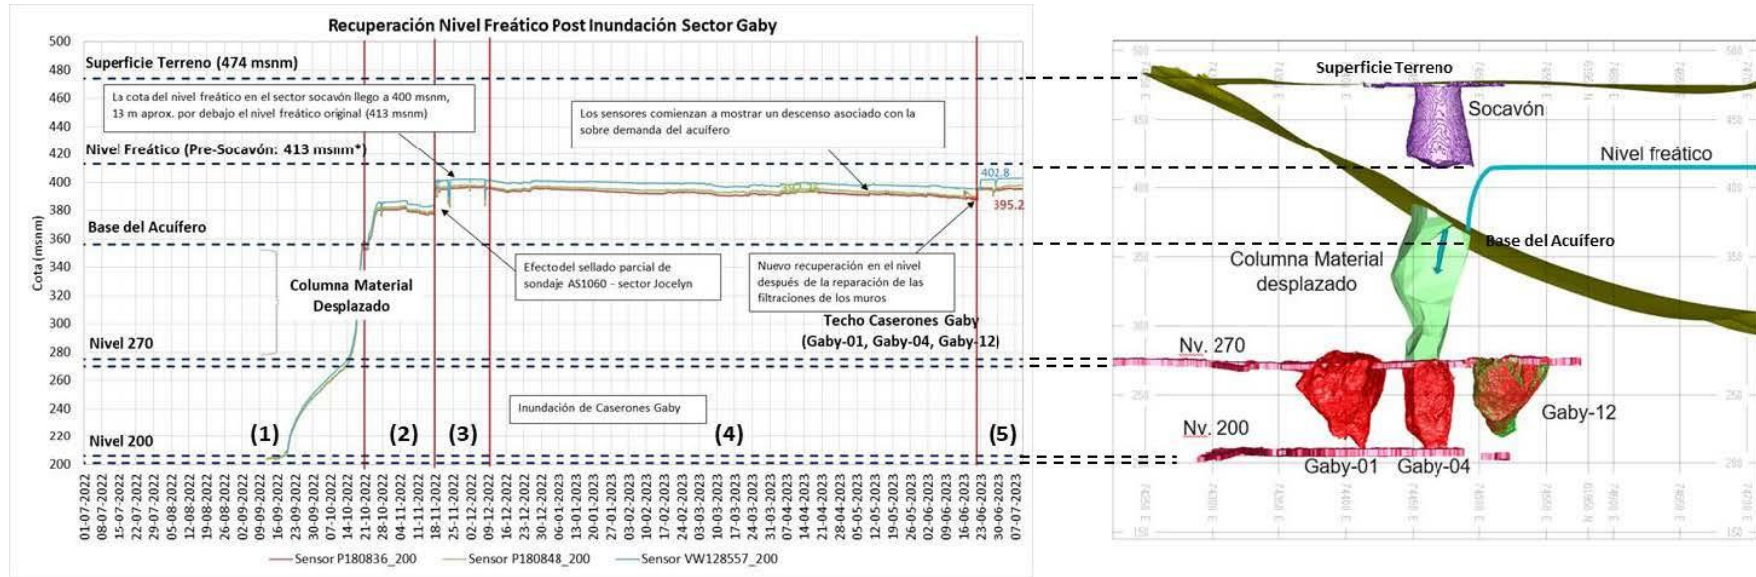 Recuperación Nivel Freático Post Inundación Sector Gaby
500
480
460
440
420
400
380
360
340
320
300
280
260
240
220
200
Cota (msnm)
Superficie Terreno (474 msnm)
La cota del nivel freático en el sector socavón llego a 400 msnm,
13 m aprox. por debajo el nivel freático original (413 msnm)
Los sensores comienzan a mostrar un descenso asociado con la
sobre demanda del acuífero
Nivel Freático (Pre-Socavón: 413 msnm*)
402.8
395.2
Base del Acuífero
Columna Material
Desplazado
Efecto del sellado parcial de
sondaje AS1060 - sector Jocelyn
Nuevo recuperación en el nivel
después de la reparación de las
filtraciones de los muros
Techo Caserones Gaby
(Gaby-01, Gaby-04, Gaby-12)
Nivel 270
Inundación de Caserones Gaby
Nivel 200
(1)
(2)
(3)
(4)
(5)
01-07-2022
08-07-2022
15-07-2022
22-07-2022
29-07-2022
05-08-2022
12-08-2022
19-08-2022
26-08-2022
02-09-2022
09-09-2022
16-09-2022
23-09-2022
30-09-2022
07-10-2022
14-10-2022
21-10-2022
28-10-2022
04-11-2022
11-11-2022
18-11-2022
25-11-2022
02-12-2022
09-12-2022
16-12-2022
23-12-2022
30-12-2022
06-01-2023
13-01-2023
20-01-2023
27-01-2023
03-02-2023
10-02-2023
17-02-2023
24-02-2023
03-03-2023
10-03-2023
17-03-2023
24-03-2023
31-03-2023
07-04-2023
14-04-2023
21-04-2023
28-04-2023
05-05-2023
12-05-2023
19-05-2023
26-05-2023
02-06-2023
09-06-2023
16-06-2023
23-06-2023
30-06-2023
07-07-2023
Sensor P180836_200
Sensor P180848_200
Sensor VW128557_200
Superficie Terreno
Socavón
Nivel freático
Base del Acuífero
Columna Material
desplazado
Nv. 270
Gaby-12
Nv. 200
Gaby-01
Gaby-04